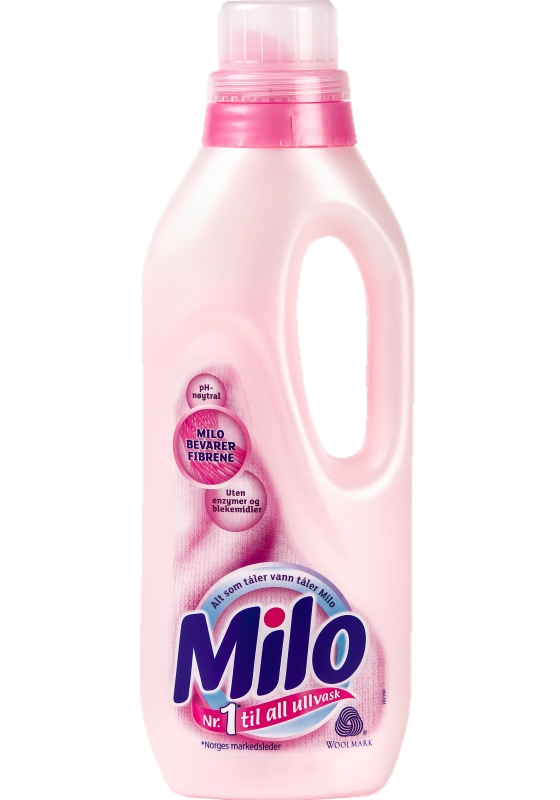 pH-
nøytral
MILO
BEVARER
FIBRENE
Uten
enzymer og
blekemidler
Alt som tåler vann tåler Milo
Milo
Nr. 1* til all ullvask
*Norges markedsleder
WOOLMARK
®